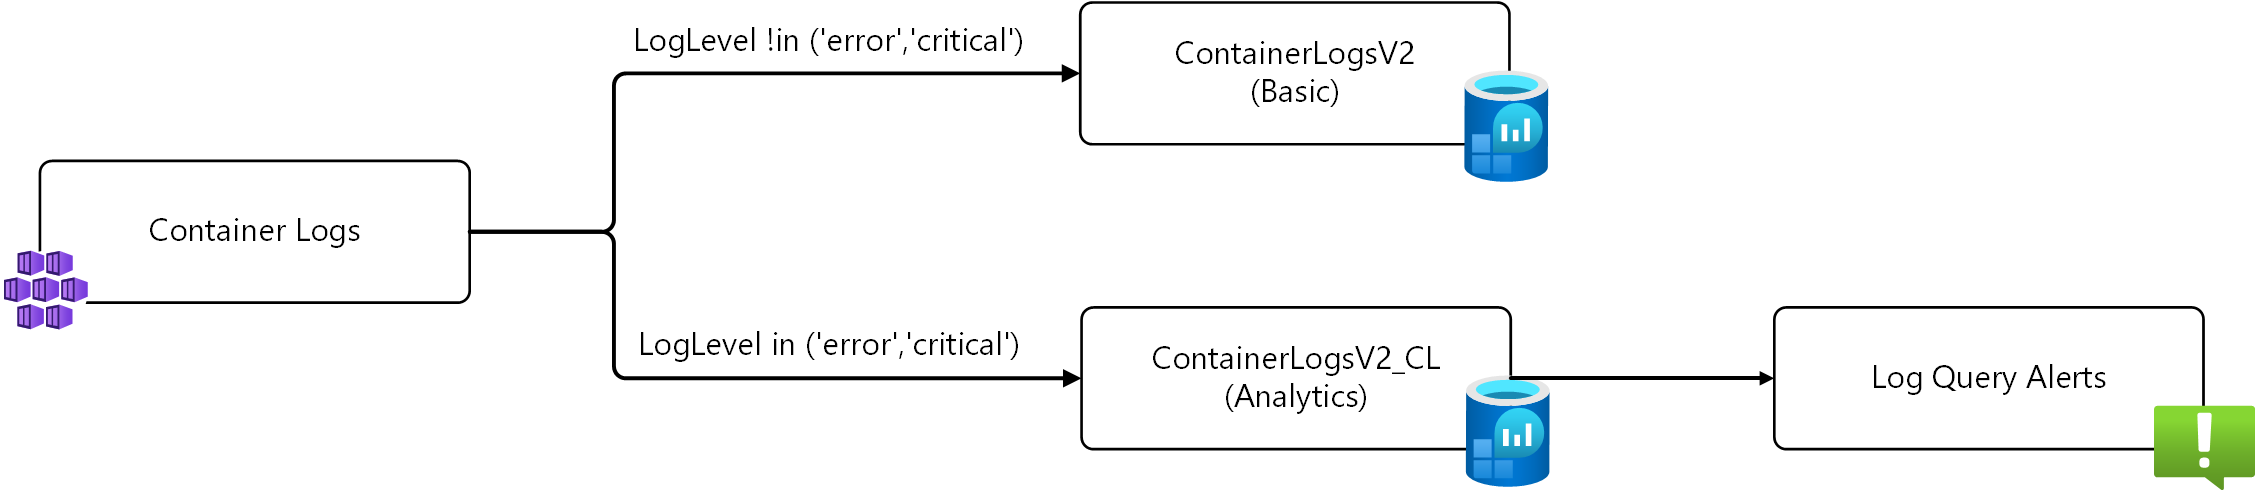 LogLevel !in ('error','critical')
ContainerLogsV2
(Basic)
Container Logs
LogLevel in ('error','critical')
ContainerLogsV2_CL
(Analytics)
Log Query Alerts